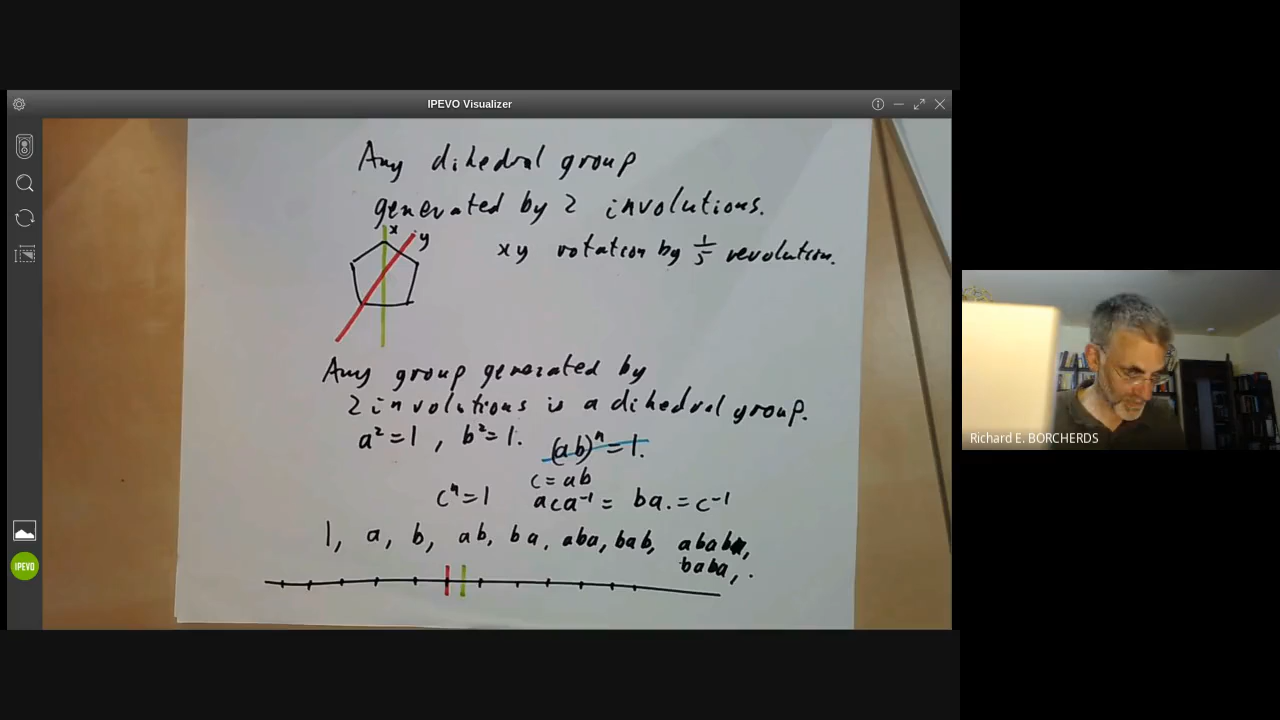 IPEVO Visualizer
Any dihedral group
generated by 2 involutions.
x
y
xy rotation by 1/5 revolution.
Any group generated by
2 involutions is a dihedral group.
a²=1, b²=1. (ab)ⁿ=1.
c=ab
cⁿ=1 aca⁻¹= ba.=c⁻¹
1, a, b, ab, ba, aba, bab, abab,
baba, .
IPEVO
Richard E. BORCHERDS